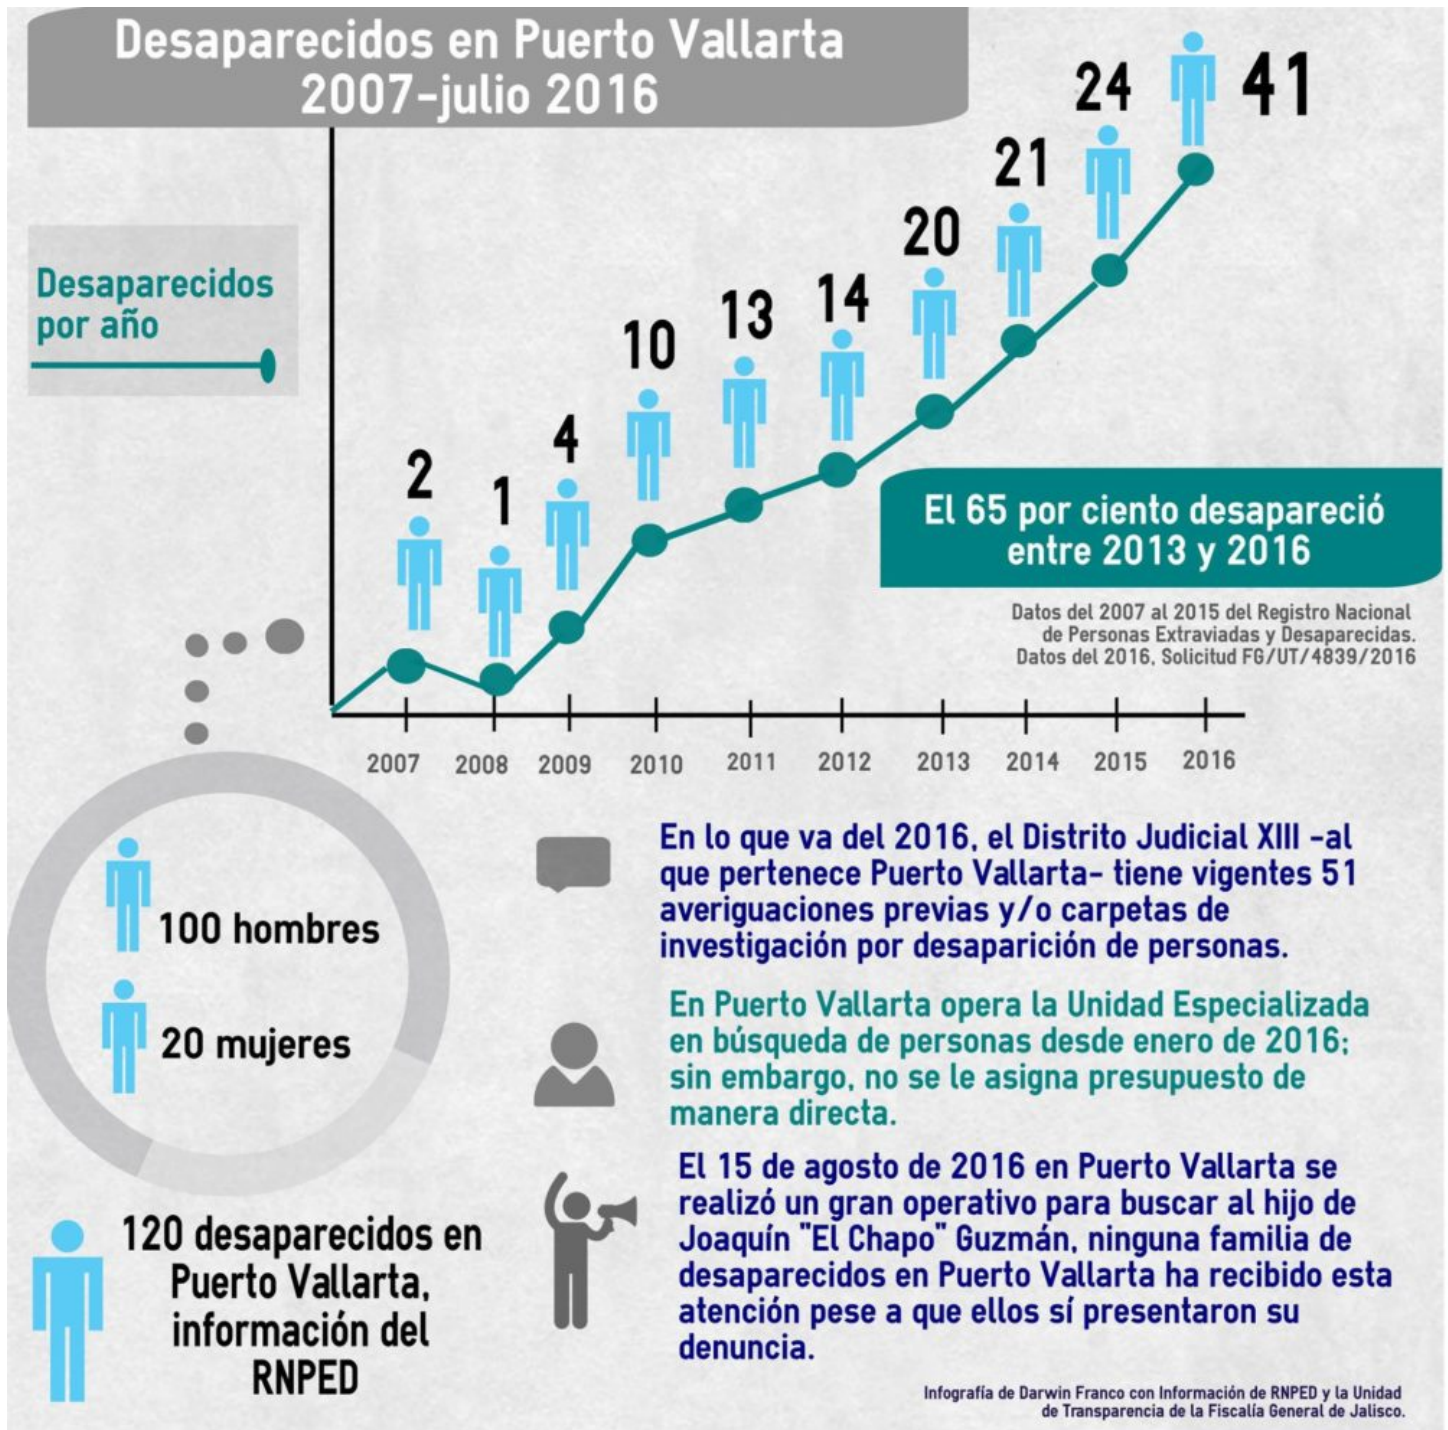 Desaparecidos en Puerto Vallarta
2007-julio 2016
Desaparecidos
por año
2
1
4
10
13
14
20
21
24
41
El 65 por ciento desapareció
entre 2013 y 2016
Datos del 2007 al 2015 del Registro Nacional
de Personas Extraviadas y Desaparecidas.
Datos del 2016, Solicitud FG/UT/4839/2016
2007 2008 2009 2010 2011 2012 2013 2014 2015 2016
100 hombres
20 mujeres
120 desaparecidos en
Puerto Vallarta,
información del
RNPED
En lo que va del 2016, el Distrito Judicial XIII -al
que pertenece Puerto Vallarta- tiene vigentes 51
averiguaciones previas y/o carpetas de
investigación por desaparición de personas.
En Puerto Vallarta opera la Unidad Especializada
en búsqueda de personas desde enero de 2016;
sin embargo, no se le asigna presupuesto de
manera directa.
El 15 de agosto de 2016 en Puerto Vallarta se
realizó un gran operativo para buscar al hijo de
Joaquín "El Chapo" Guzmán, ninguna familia de
desaparecidos en Puerto Vallarta ha recibido esta
atención pese a que ellos sí presentaron su
denuncia.
Infografía de Darwin Franco con Información de RNPED y la Unidad
de Transparencia de la Fiscalía General de Jalisco.